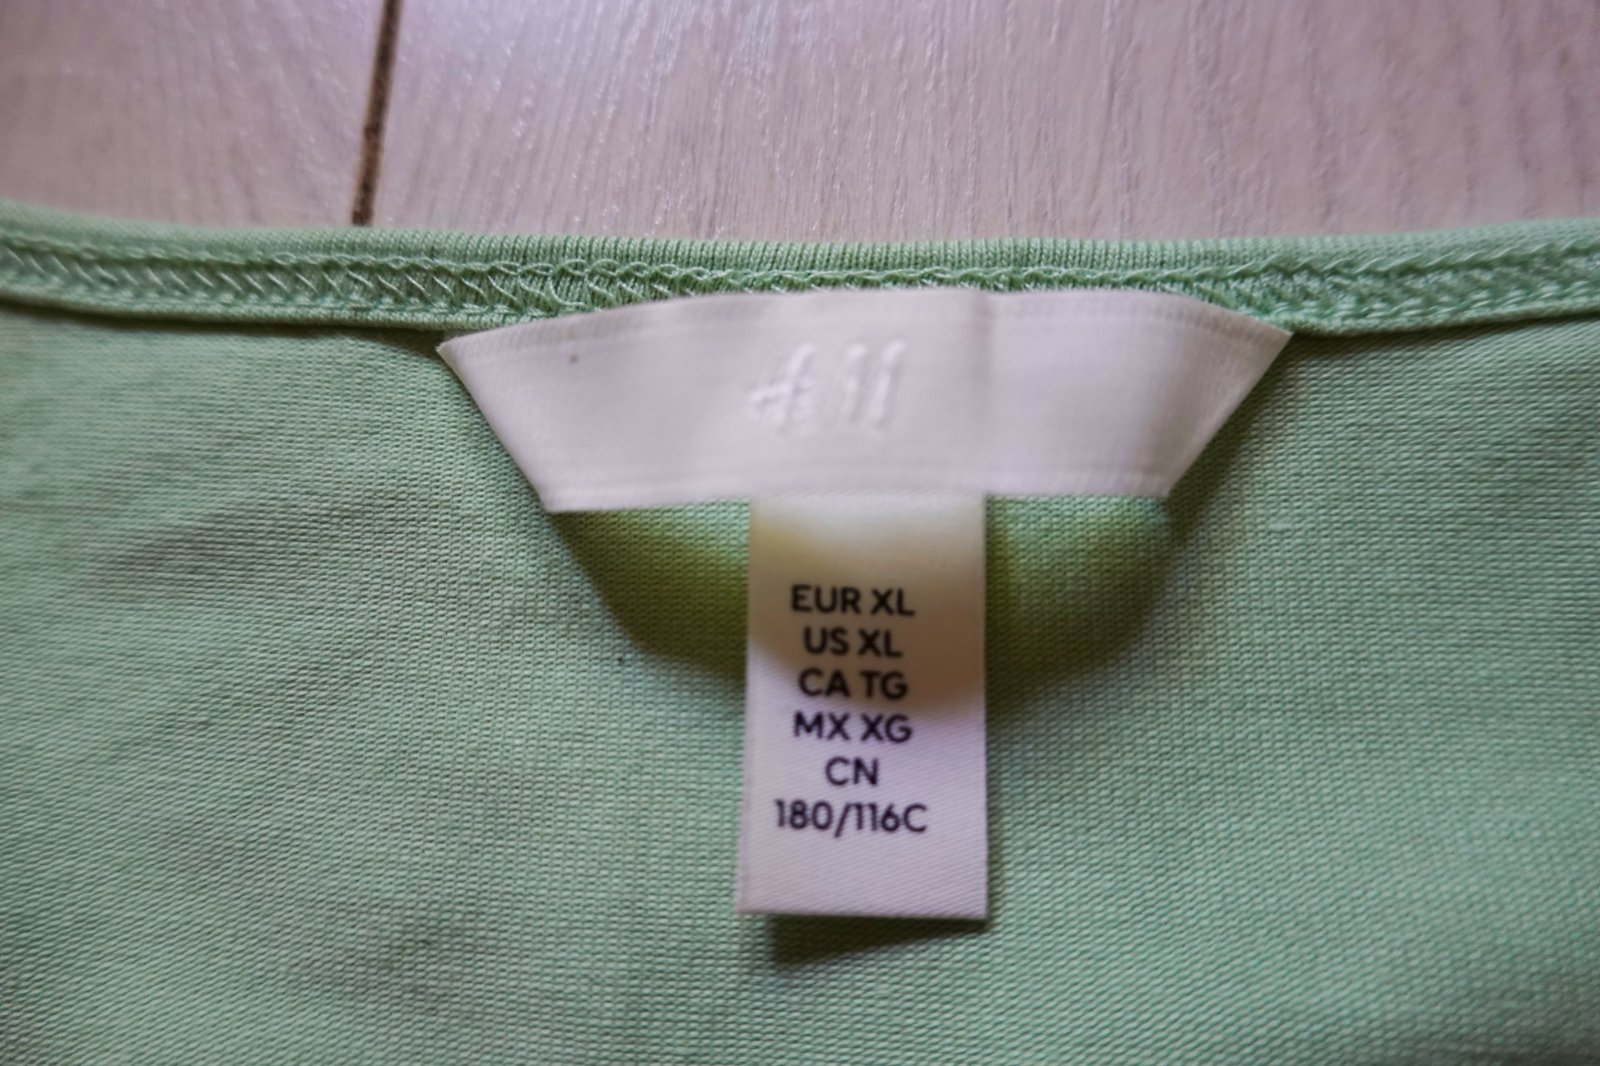 H&M
EUR XL
US XL
CA TG
MX XG
CN
180/116C